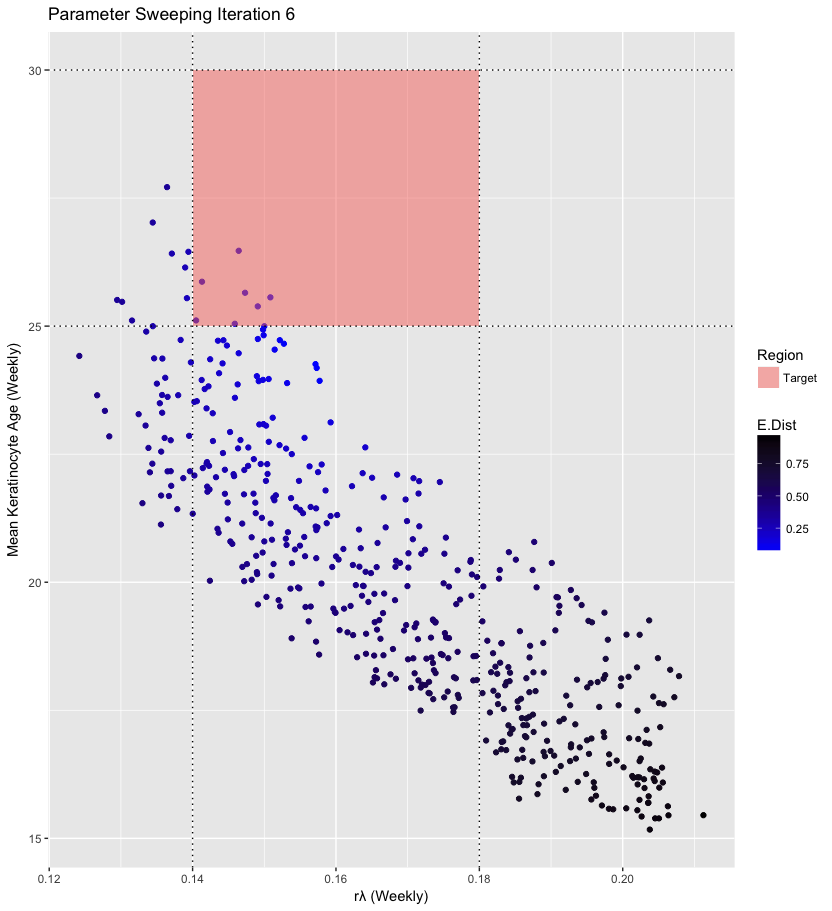 Parameter Sweeping Iteration 6
30
25
20
15
Mean Keratinocyte Age (Weekly)
0.12
0.14
0.16
0.18
0.20
rλ (Weekly)
Region
Target
E.Dist
0.75
0.50
0.25